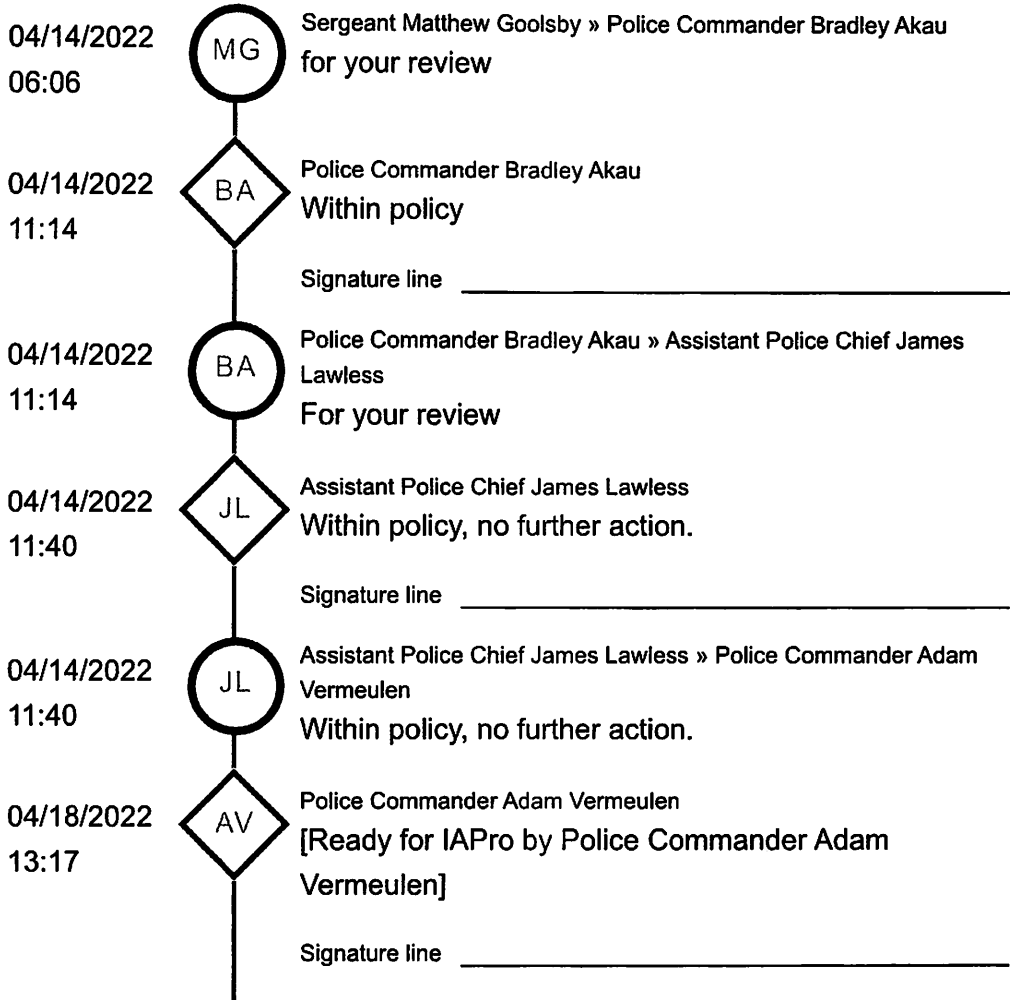 04/14/2022
06:06
MG
Sergeant Matthew Goolsby » Police Commander Bradley Akau
for your review
04/14/2022
11:14
BA
Police Commander Bradley Akau
Within policy
Signature line
04/14/2022
11:14
BA
Police Commander Bradley Akau » Assistant Police Chief James
Lawless
For your review
04/14/2022
11:40
JL
Assistant Police Chief James Lawless
Within policy, no further action.
Signature line
04/14/2022
11:40
JL
Assistant Police Chief James Lawless » Police Commander Adam
Vermeulen
Within policy, no further action.
04/18/2022
13:17
AV
Police Commander Adam Vermeulen
[Ready for IAPro by Police Commander Adam
Vermeulen]
Signature line